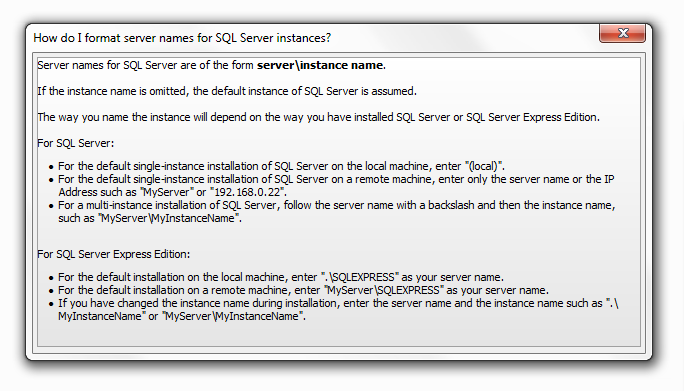 How do I format server names for SQL Server instances?
Server names for SQL Server are of the form server\instance name.
If the instance name is omitted, the default instance of SQL Server is assumed.
The way you name the instance will depend on the way you have installed SQL Server or SQL Server Express Edition.
For SQL Server:
• For the default single-instance installation of SQL Server on the local machine, enter "(local)".
• For the default single-instance installation of SQL Server on a remote machine, enter only the server name or the IP
Address such as "MyServer" or "192.168.0.22".
• For a multi-instance installation of SQL Server, follow the server name with a backslash and then the instance name,
such as "MyServer\MyInstanceName".
For SQL Server Express Edition:
• For the default installation on the local machine, enter ".\SQLEXPRESS" as your server name.
• For the default installation on a remote machine, enter "MyServer\SQLEXPRESS" as your server name.
• If you have changed the instance name during installation, enter the server name and the instance name such as ".\
MyInstanceName" or "MyServer\MyInstanceName".